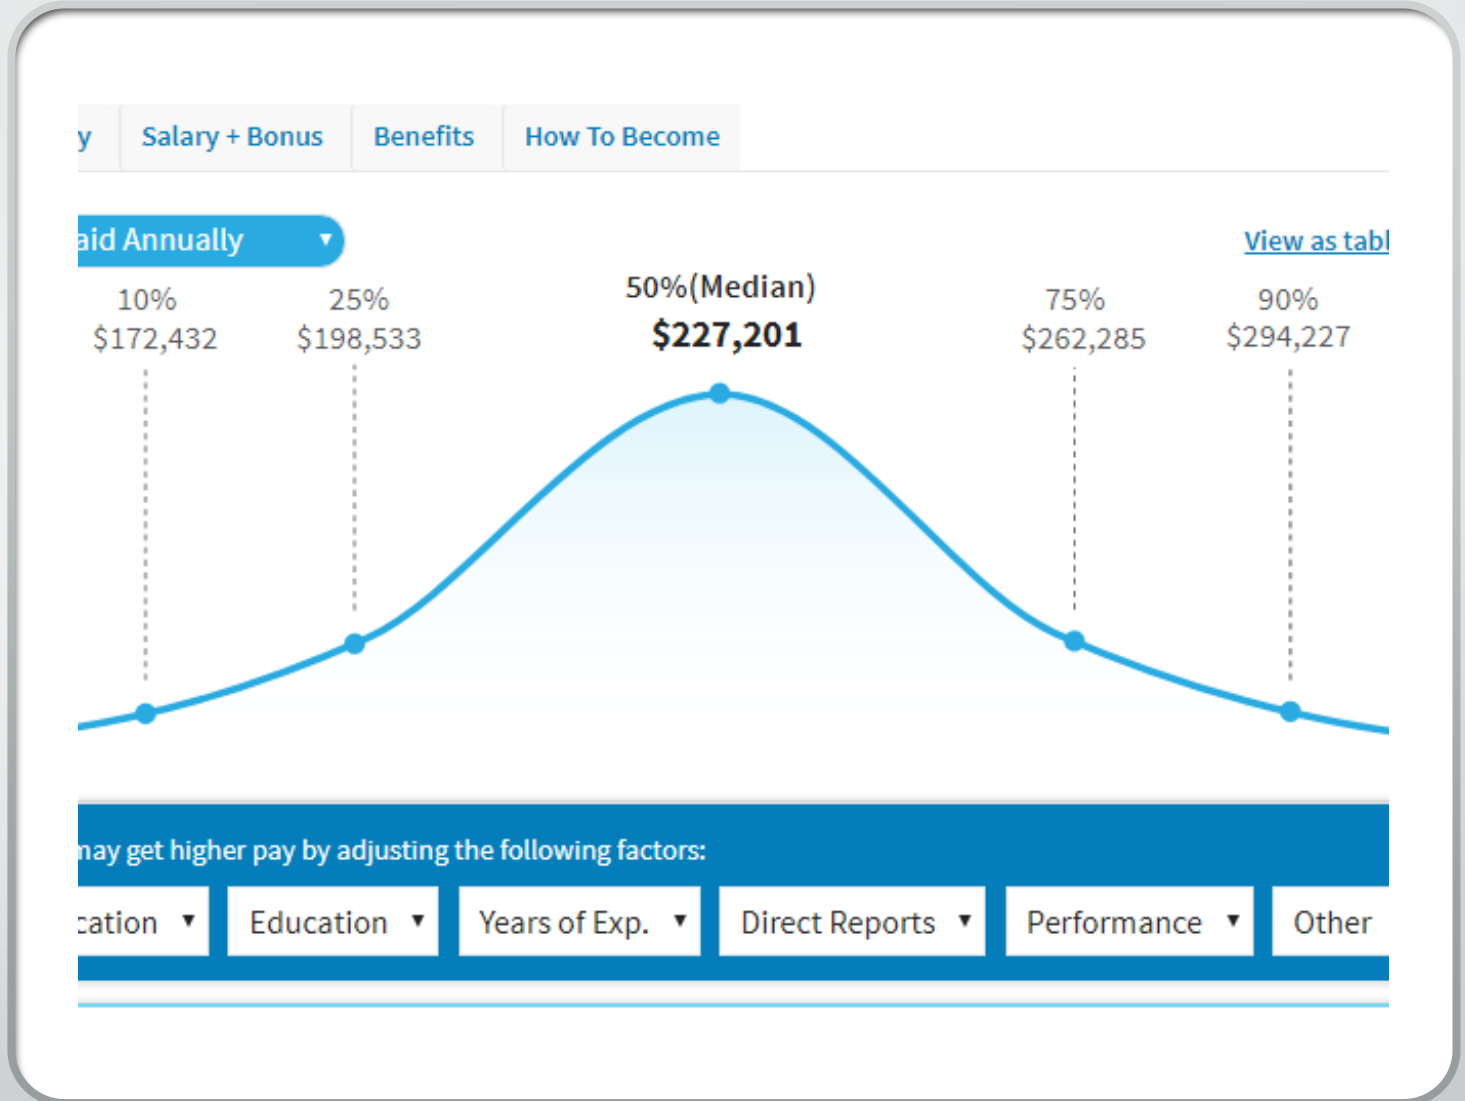 y Salary + Bonus Benefits How To Become
aid Annually ▼ View as tabl
10% 25% 50%(Median) 75% 90%
$172,432 $198,533 $227,201 $262,285 $294,227
may get higher pay by adjusting the following factors:
cation ▼ Education ▼ Years of Exp. ▼ Direct Reports ▼ Performance ▼ Other